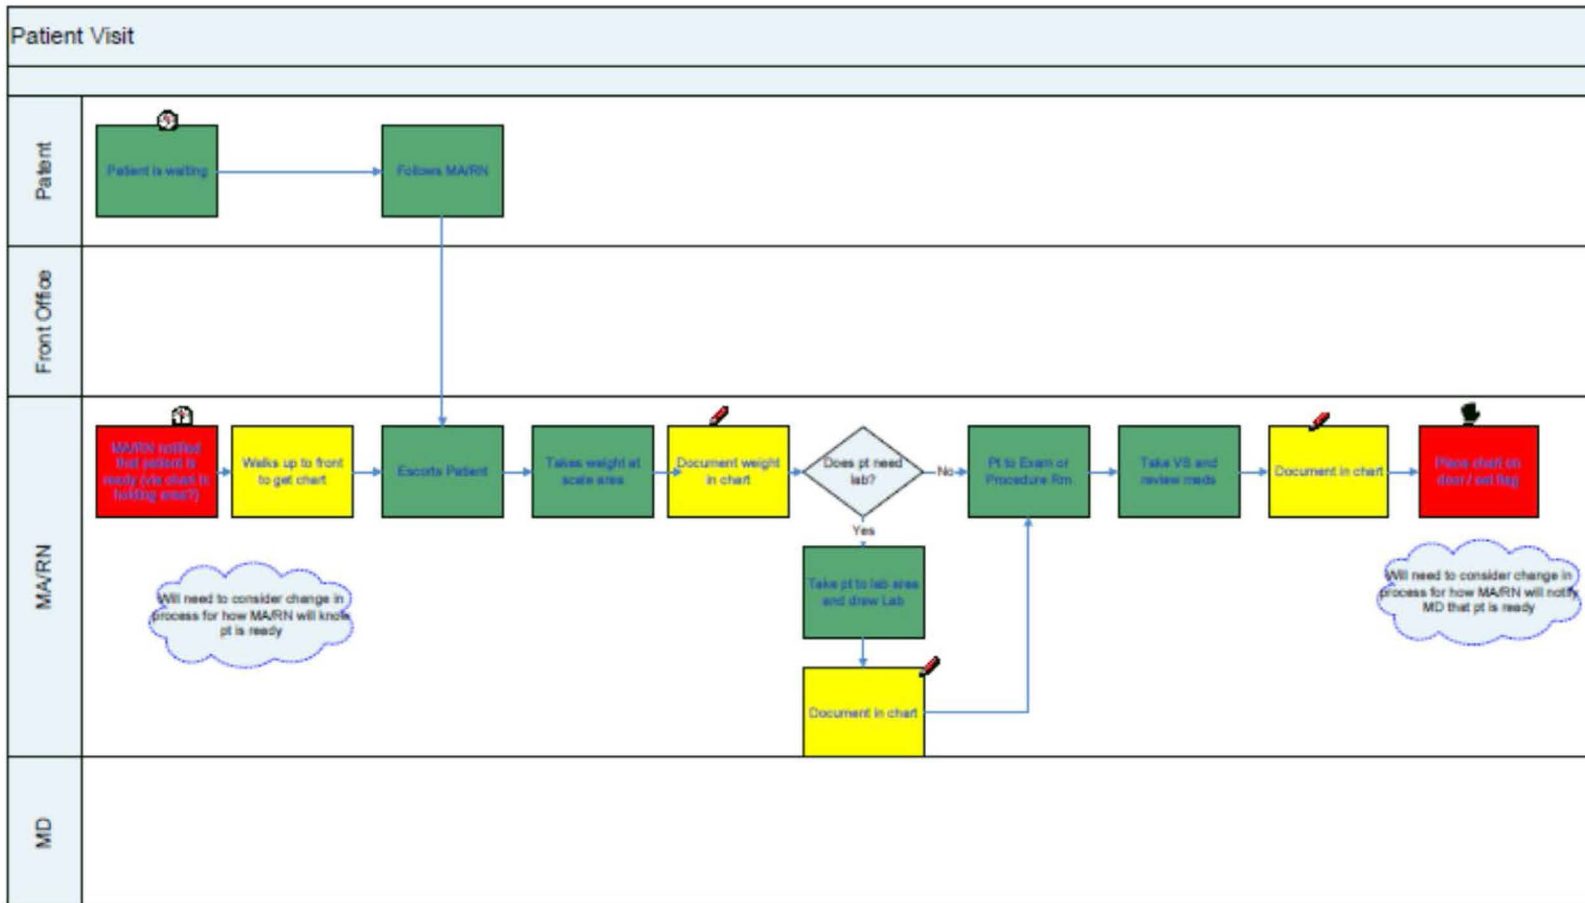 Patient Visit
Patent
Patient is waiting
Follows MA/RN
Front Office
MA/RN
MA/RN notified
that patient is
ready (via chart in
holding area?)
Walks up to front
to get chart
Escorts Patient
Takes weight at
scale area
Document weight
in chart
Does pt need
lab?
No
Pt to Exam or
Procedure Rm
Take VS and
review meds
Document in chart
Place chart on
door / set flag
Yes
Take pt to lab area
and draw Lab
Document in chart
Will need to consider change in
process for how MA/RN will know
pt is ready
Will need to consider change in
process for how MA/RN will notify
MD that pt is ready
MD